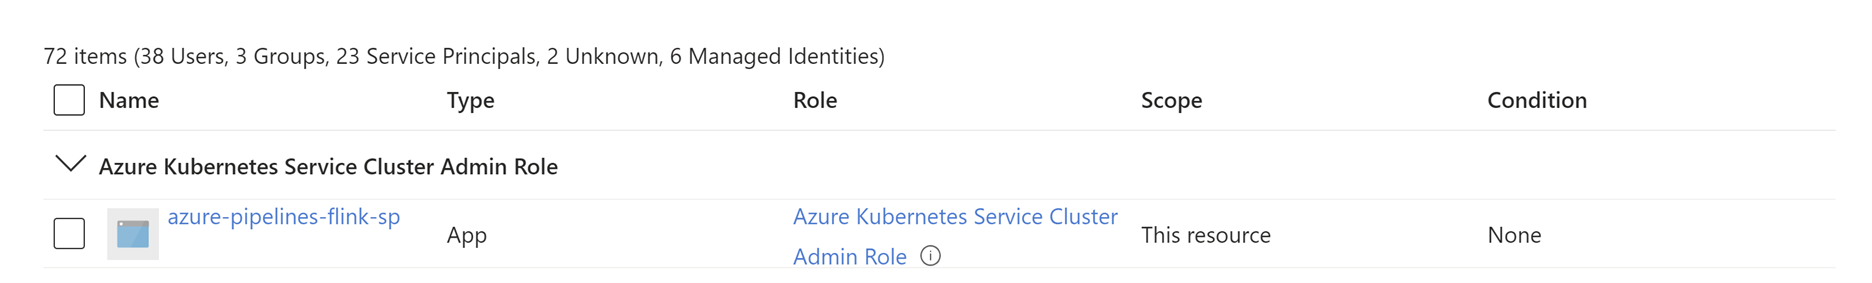 72 items (38 Users, 3 Groups, 23 Service Principals, 2 Unknown, 6 Managed Identities)
Name Type Role Scope Condition
Azure Kubernetes Service Cluster Admin Role
azure-pipelines-flink-sp App Azure Kubernetes Service Cluster This resource None
Admin Role